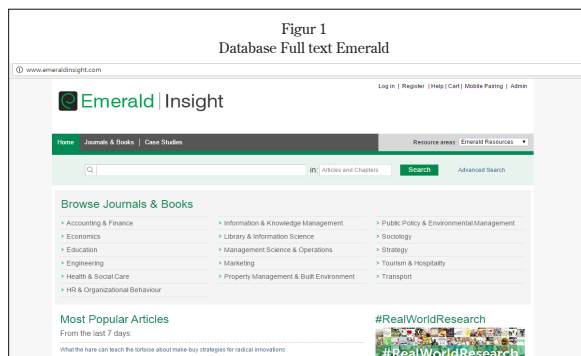 Figur 1
Database Full text Emerald
www.emeraldinsight.com
Log in | Register | Help | Cart | Mobile Pairing | Admin
Emerald | Insight
Home Journals & Books | Case Studies
Resource areas: Emerald Resources
in: Articles and Chapters Search Advanced Search
Browse Journals & Books
> Accounting & Finance
> Economics
> Education
> Engineering
> Health & Social Care
> HR & Organizational Behaviour
> Information & Knowledge Management
> Library & Information Science
> Management Science & Operations
> Marketing
> Property Management & Built Environment
> Public Policy & Environmental Management
> Sociology
> Strategy
> Tourism & Hospitality
> Transport
Most Popular Articles
From the last 7 days:
What the hare can teach the tortoise about make-buy strategies for radical innovations
#RealWorldResearch
#RealWorldResearch